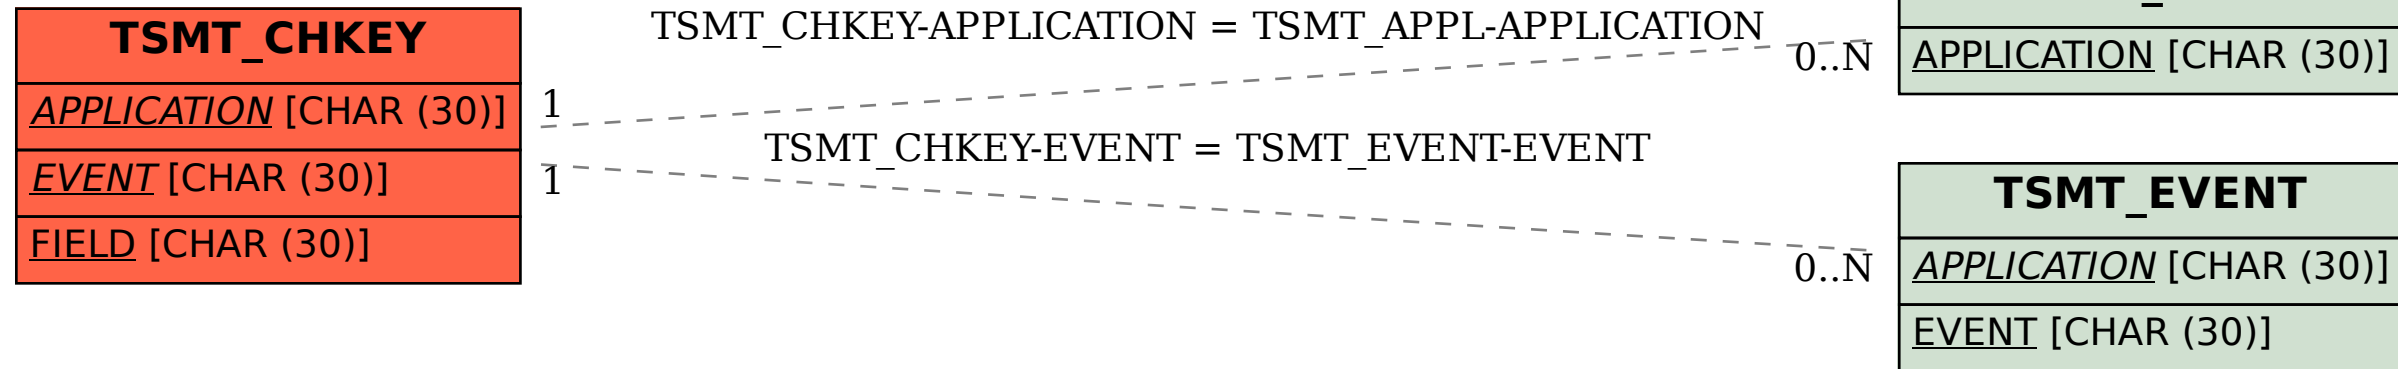 TSMT_CHKEY
APPLICATION [CHAR (30)]
EVENT [CHAR (30)]
FIELD [CHAR (30)]
TSMT_CHKEY-APPLICATION = TSMT_APPL-APPLICATION
1
0..N
TSMT_CHKEY-EVENT = TSMT_EVENT-EVENT
1
0..N
APPLICATION [CHAR (30)]
TSMT_EVENT
APPLICATION [CHAR (30)]
EVENT [CHAR (30)]